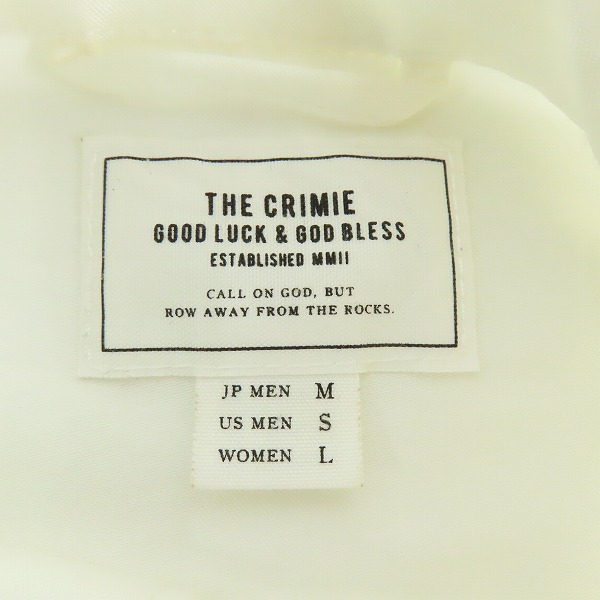 THE CRIMIE
GOOD LUCK & GOD BLESS
ESTABLISHED MMII
CALL ON GOD, BUT
ROW AWAY FROM THE ROCKS.
JP MEN M
US MEN S
WOMEN L